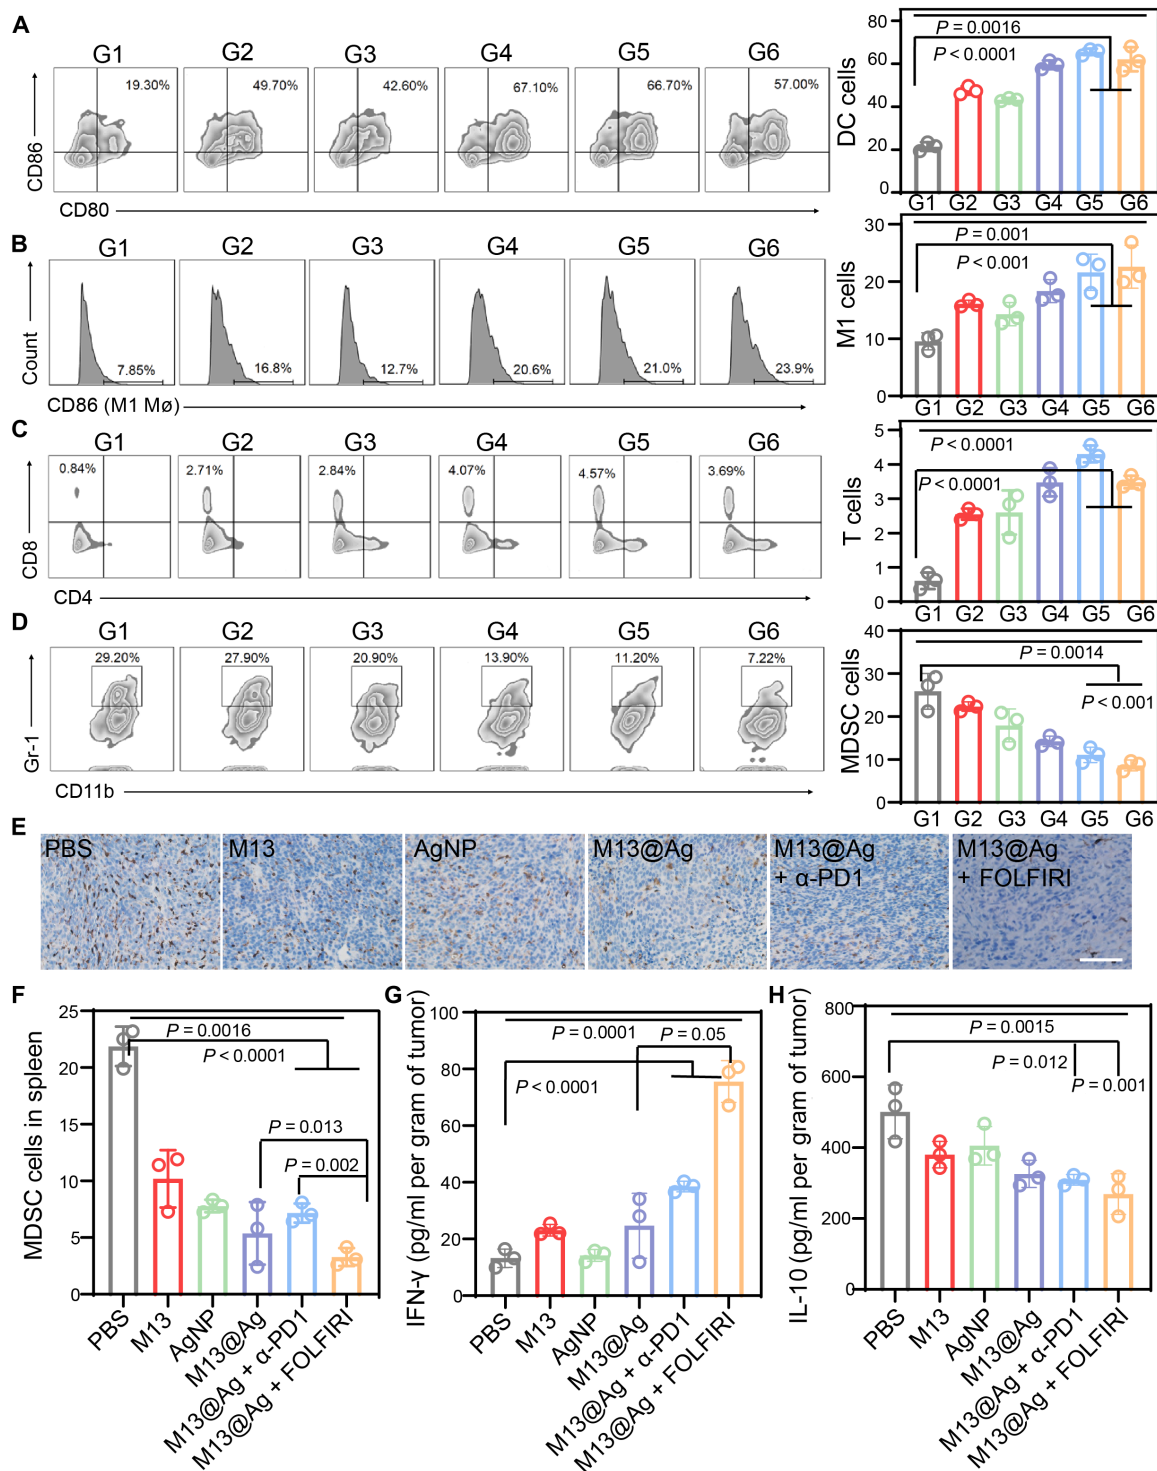 A
G1 G2 G3 G4 G5 G6
19.30% 49.70% 42.60% 67.10% 66.70% 57.00%
CD86
CD80
DC cells
60
40
20
0
P = 0.0016
P < 0.0001
G1 G2 G3 G4 G5 G6
B
G1 G2 G3 G4 G5 G6
Count
7.85% 16.8% 12.7% 20.6% 21.0% 23.9%
CD86 (M1 Mø)
M1 cells
30
20
10
0
P = 0.001
P < 0.001
G1 G2 G3 G4 G5 G6
C
G1 G2 G3 G4 G5 G6
0.84% 2.71% 2.84% 4.07% 4.57% 3.69%
CD8
CD4
T cells
5
4
3
2
1
0
P < 0.0001
P < 0.0001
G1 G2 G3 G4 G5 G6
D
G1 G2 G3 G4 G5 G6
29.20% 27.90% 20.90% 13.90% 11.20% 7.22%
Gr-1
CD11b
MDSC cells
40
30
20
10
0
P = 0.0014
P < 0.001
G1 G2 G3 G4 G5 G6
E
PBS
M13
AgNP
M13@Ag
M13@Ag
+ α-PD1
M13@Ag
+ FOLFIRI
F
MDSC cells in spleen
25
20
15
10
5
0
P = 0.0016
P < 0.0001
P = 0.013
P = 0.002
PBS
M13
AgNP
M13@Ag
M13@Ag + α-PD1
M13@Ag + FOLFIRI
G
IFN-γ (pg/ml per gram of tumor)
100
80
60
40
20
0
P = 0.0001
P = 0.05
P < 0.0001
PBS
M13
AgNP
M13@Ag
M13@Ag + α-PD1
M13@Ag + FOLFIRI
H
IL-10 (pg/ml per gram of tumor)
800
600
400
200
0
P = 0.0015
P = 0.012
P = 0.001
PBS
M13
AgNP
M13@Ag
M13@Ag + α-PD1
M13@Ag + FOLFIRI